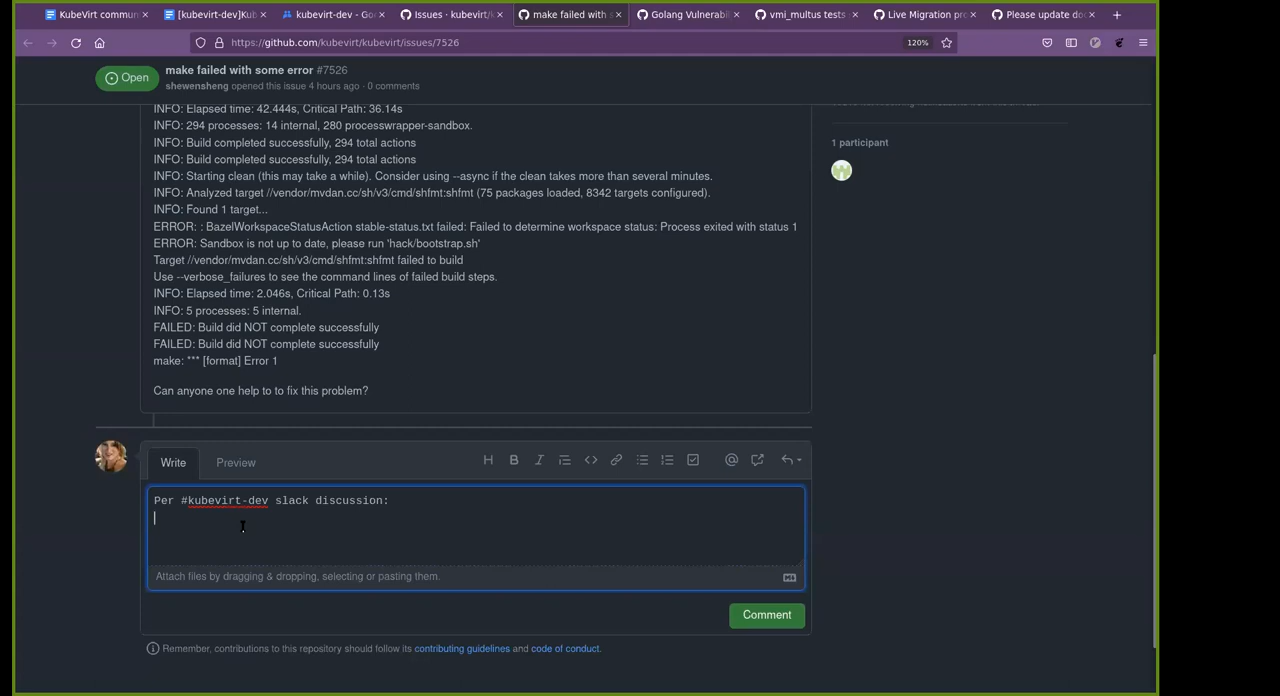 KubeVirt commun
[kubevirt-dev]Kub
kubevirt-dev - Goo
Issues · kubevirt/k
make failed with s
Golang Vulnerabil
vmi_multus tests
Live Migration pro
Please update doc
https://github.com/kubevirt/kubevirt/issues/7526
120%
Open
make failed with some error #7526
shewensheng opened this issue 4 hours ago · 0 comments
INFO: Elapsed time: 42.444s, Critical Path: 36.14s
INFO: 294 processes: 14 internal, 280 processwrapper-sandbox.
INFO: Build completed successfully, 294 total actions
INFO: Build completed successfully, 294 total actions
INFO: Starting clean (this may take a while). Consider using --async if the clean takes more than several minutes.
INFO: Analyzed target //vendor/mvdan.cc/sh/v3/cmd/shfmt:shfmt (75 packages loaded, 8342 targets configured).
INFO: Found 1 target...
ERROR: : BazelWorkspaceStatusAction stable-status.txt failed: Failed to determine workspace status: Process exited with status 1
ERROR: Sandbox is not up to date, please run 'hack/bootstrap.sh'
Target //vendor/mvdan.cc/sh/v3/cmd/shfmt:shfmt failed to build
Use --verbose_failures to see the command lines of failed build steps.
INFO: Elapsed time: 2.046s, Critical Path: 0.13s
INFO: 5 processes: 5 internal.
FAILED: Build did NOT complete successfully
FAILED: Build did NOT complete successfully
make: *** [format] Error 1
Can anyone one help to to fix this problem?
1 participant
Write
Preview
Per #kubevirt-dev slack discussion:
Attach files by dragging & dropping, selecting or pasting them.
Comment
Remember, contributions to this repository should follow its contributing guidelines and code of conduct.